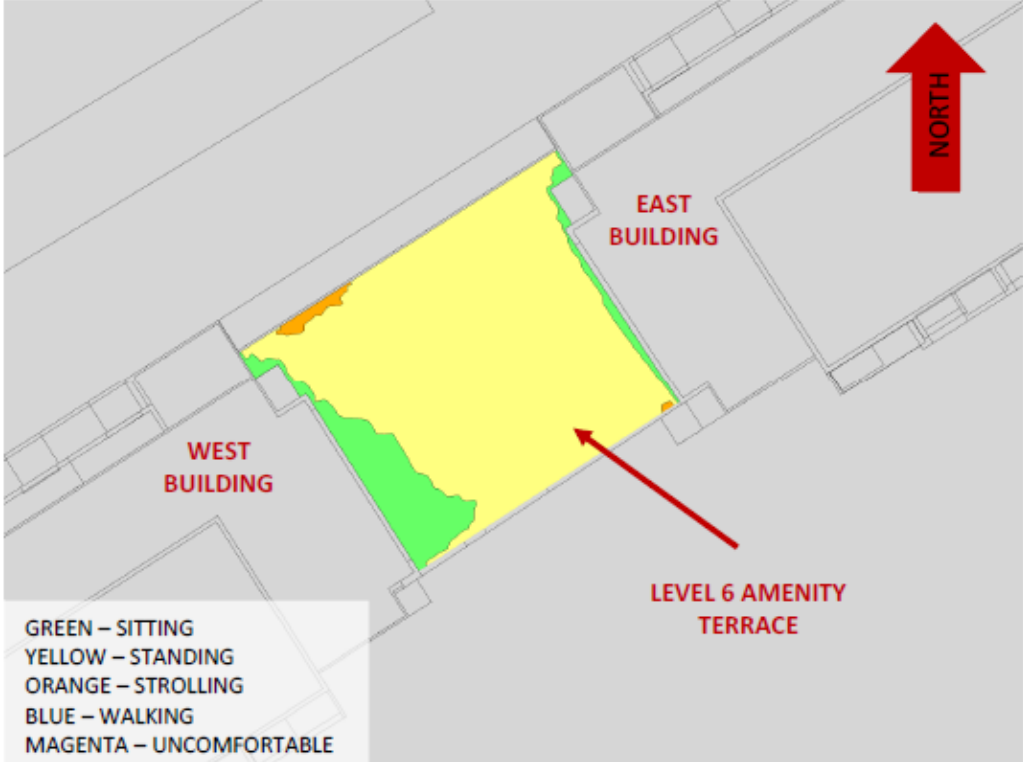 NORTH
EAST
BUILDING
WEST
BUILDING
LEVEL 6 AMENITY
TERRACE
GREEN – SITTING
YELLOW – STANDING
ORANGE – STROLLING
BLUE – WALKING
MAGENTA – UNCOMFORTABLE